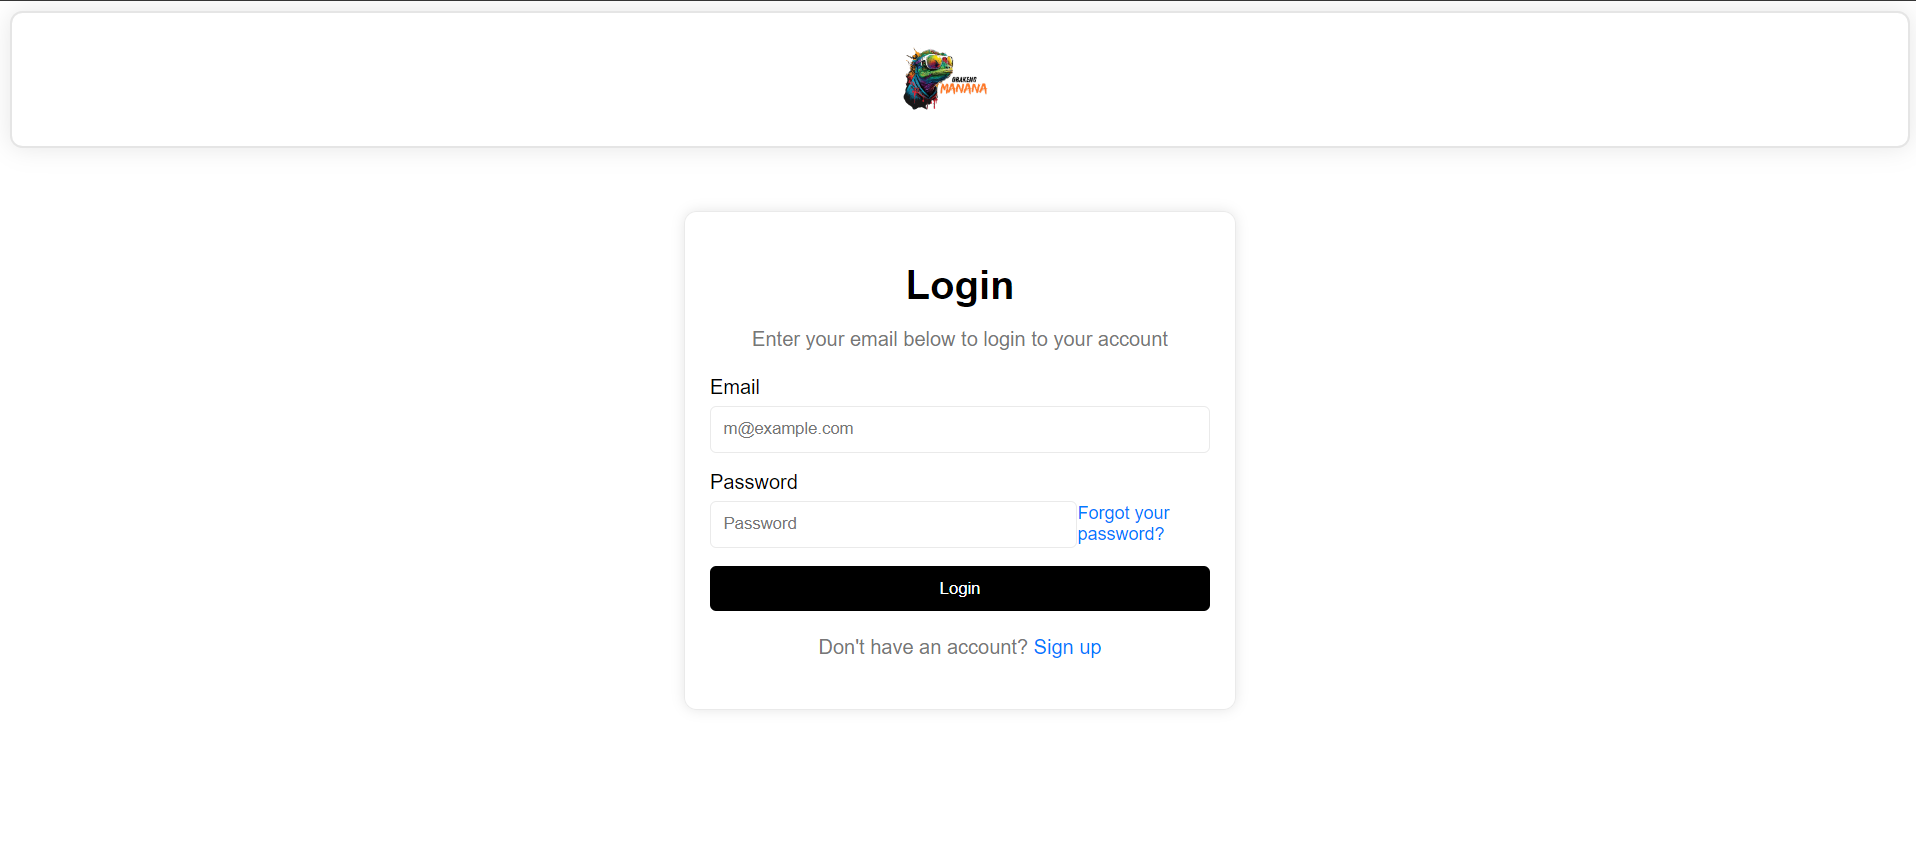 OBAKENG
MANANA
Login
Enter your email below to login to your account
Email
m@example.com
Password
Password
Forgot your
password?
Login
Don't have an account? Sign up